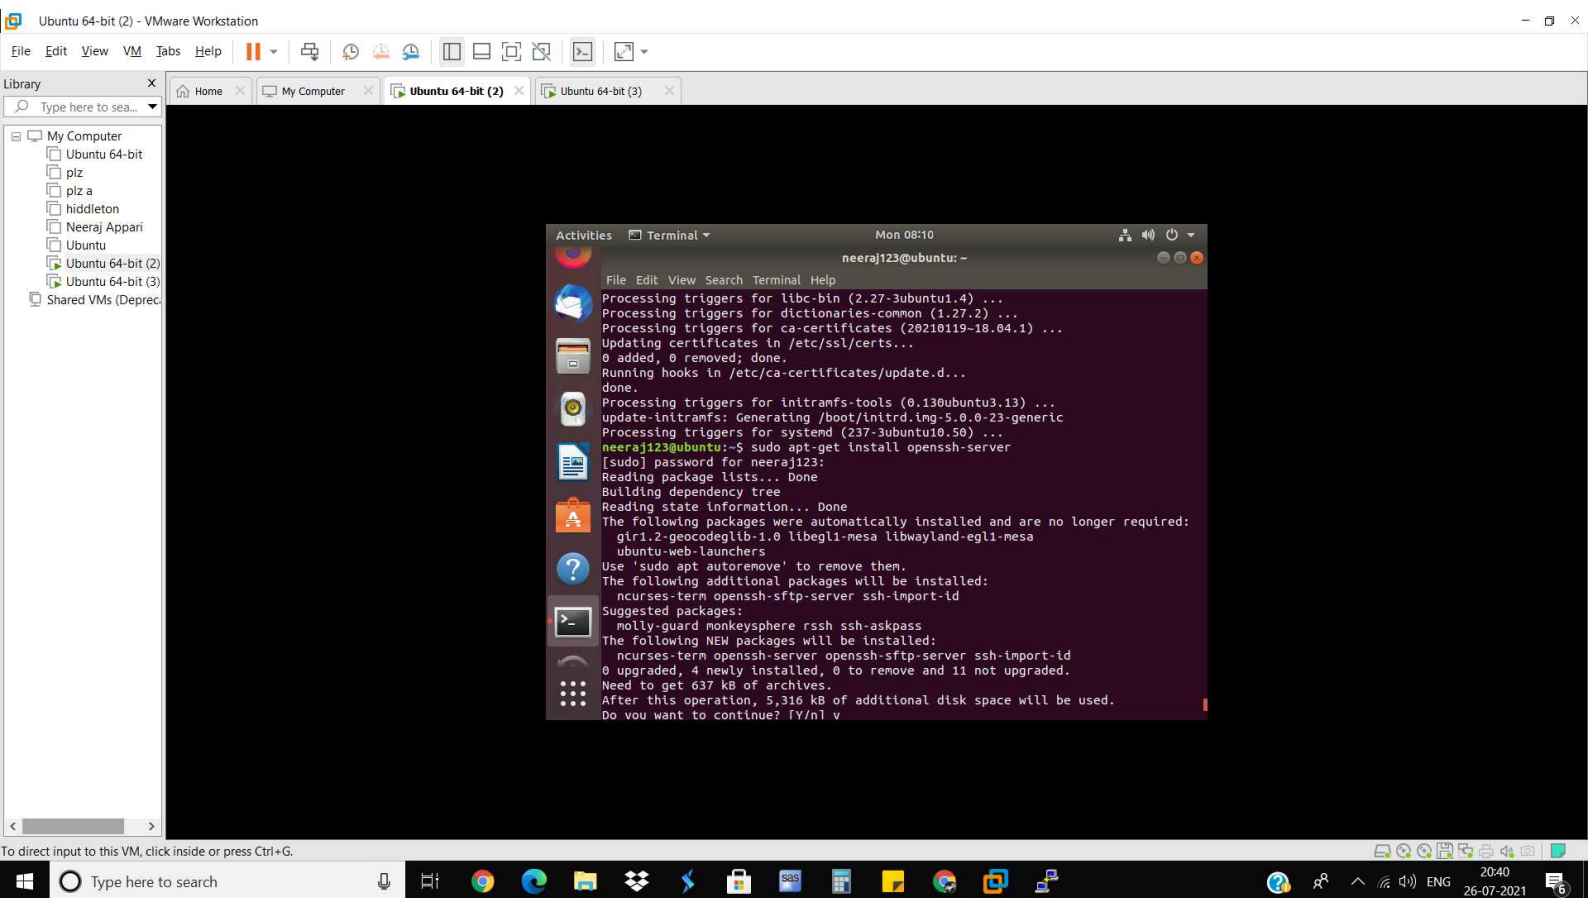 Ubuntu 64-bit (2) - VMware Workstation
File Edit View VM Tabs Help
Library X
Type here to sea...
Home
My Computer
Ubuntu 64-bit (2)
Ubuntu 64-bit (3)
My Computer
Ubuntu 64-bit
plz
plz a
hiddleton
Neeraj Appari
Ubuntu
Ubuntu 64-bit (2)
Ubuntu 64-bit (3)
Shared VMs (Deprec
Activities Terminal Mon 08:10
neeraj123@ubuntu: ~
File Edit View Search Terminal Help
Processing triggers for libc-bin (2.27-3ubuntu1.4) ...
Processing triggers for dictionaries-common (1.27.2) ...
Processing triggers for ca-certificates (20210119~18.04.1) ...
Updating certificates in /etc/ssl/certs...
0 added, 0 removed; done.
Running hooks in /etc/ca-certificates/update.d...
done.
Processing triggers for initramfs-tools (0.130ubuntu3.13) ...
update-initramfs: Generating /boot/initrd.img-5.0.0-23-generic
Processing triggers for systemd (237-3ubuntu10.50) ...
neeraj123@ubuntu:~$ sudo apt-get install openssh-server
[sudo] password for neeraj123:
Reading package lists... Done
Building dependency tree
Reading state information... Done
The following packages were automatically installed and are no longer required:
gir1.2-geocodeglib-1.0 libegl1-mesa libwayland-egl1-mesa
ubuntu-web-launchers
Use 'sudo apt autoremove' to remove them.
The following additional packages will be installed:
ncurses-term openssh-sftp-server ssh-import-id
Suggested packages:
molly-guard monkeysphere rssh ssh-askpass
The following NEW packages will be installed:
ncurses-term openssh-server openssh-sftp-server ssh-import-id
0 upgraded, 4 newly installed, 0 to remove and 11 not upgraded.
Need to get 637 kB of archives.
After this operation, 5,316 kB of additional disk space will be used.
Do you want to continue? [Y/n] y
To direct input to this VM, click inside or press Ctrl+G.
Type here to search
sas
ENG
20:40
26-07-2021
6